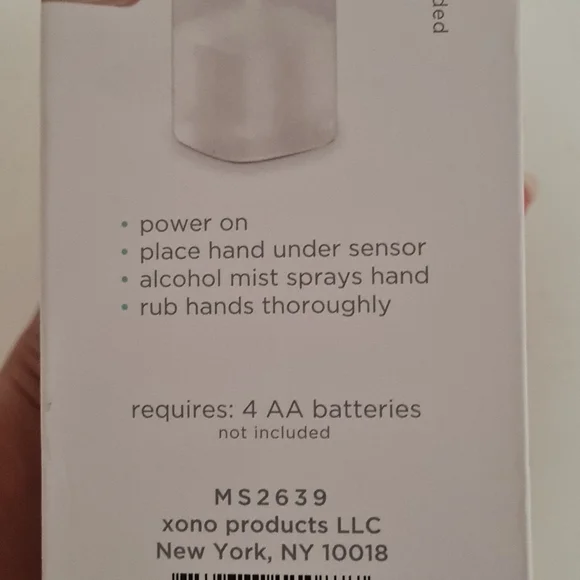 • power on
• place hand under sensor
• alcohol mist sprays hand
• rub hands thoroughly
requires: 4 AA batteries
not included
MS2639
xono products LLC
New York, NY 10018